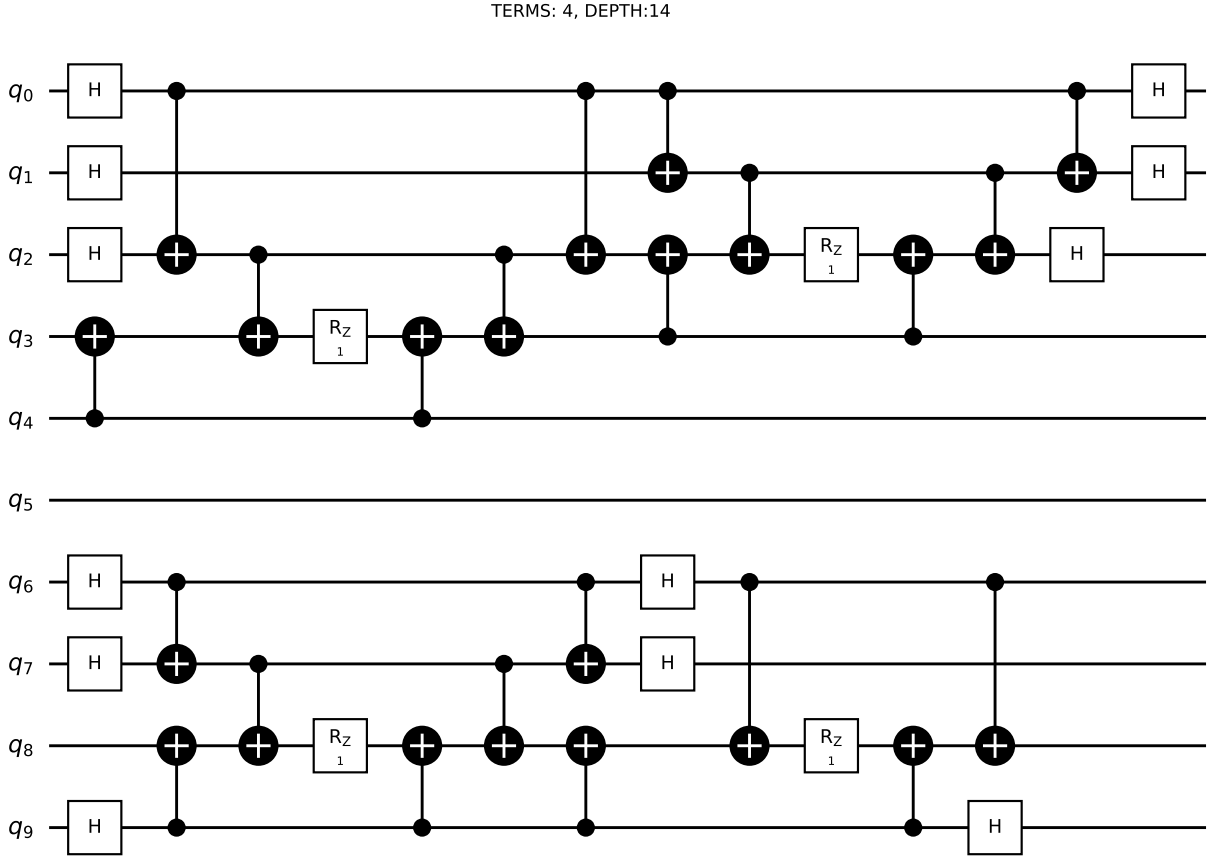 TERMS: 4, DEPTH:14
q0 H H
q1 H H
q2 H RZ 1 H
q3 RZ 1
q4
q5
q6 H H
q7 H H
q8 RZ 1 RZ 1
q9 H H